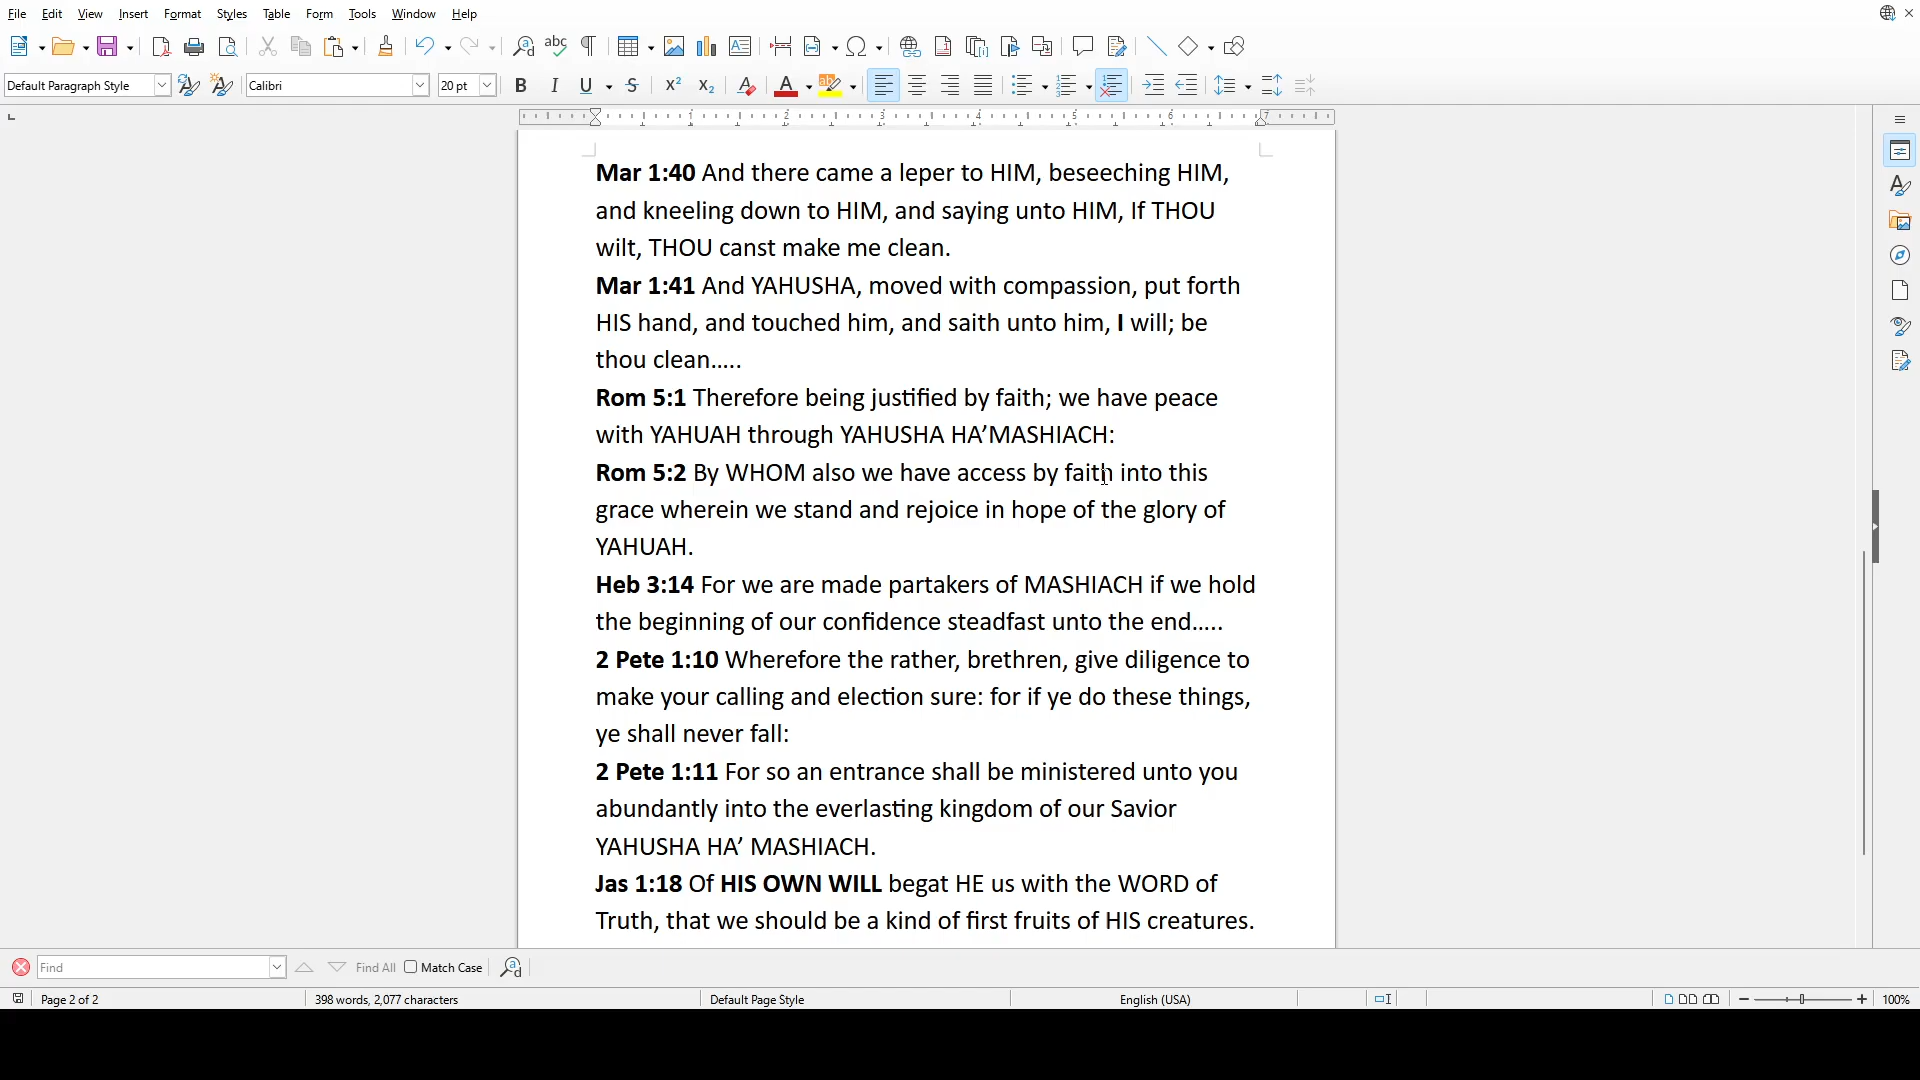 File Edit View Insert Format Styles Table Form Tools Window Help
Default Paragraph Style Calibri 20 pt
1 2 3 4 5 6 7
Mar 1:40 And there came a leper to HIM, beseeching HIM,
and kneeling down to HIM, and saying unto HIM, If THOU
wilt, THOU canst make me clean.
Mar 1:41 And YAHUSHA, moved with compassion, put forth
HIS hand, and touched him, and saith unto him, I will; be
thou clean.....
Rom 5:1 Therefore being justified by faith; we have peace
with YAHUAH through YAHUSHA HA’MASHIACH:
Rom 5:2 By WHOM also we have access by faith into this
grace wherein we stand and rejoice in hope of the glory of
YAHUAH.
Heb 3:14 For we are made partakers of MASHIACH if we hold
the beginning of our confidence steadfast unto the end.....
2 Pete 1:10 Wherefore the rather, brethren, give diligence to
make your calling and election sure: for if ye do these things,
ye shall never fall:
2 Pete 1:11 For so an entrance shall be ministered unto you
abundantly into the everlasting kingdom of our Savior
YAHUSHA HA’ MASHIACH.
Jas 1:18 Of HIS OWN WILL begat HE us with the WORD of
Truth, that we should be a kind of first fruits of HIS creatures.
Find Find All Match Case
Page 2 of 2 398 words, 2,077 characters Default Page Style English (USA) 100%